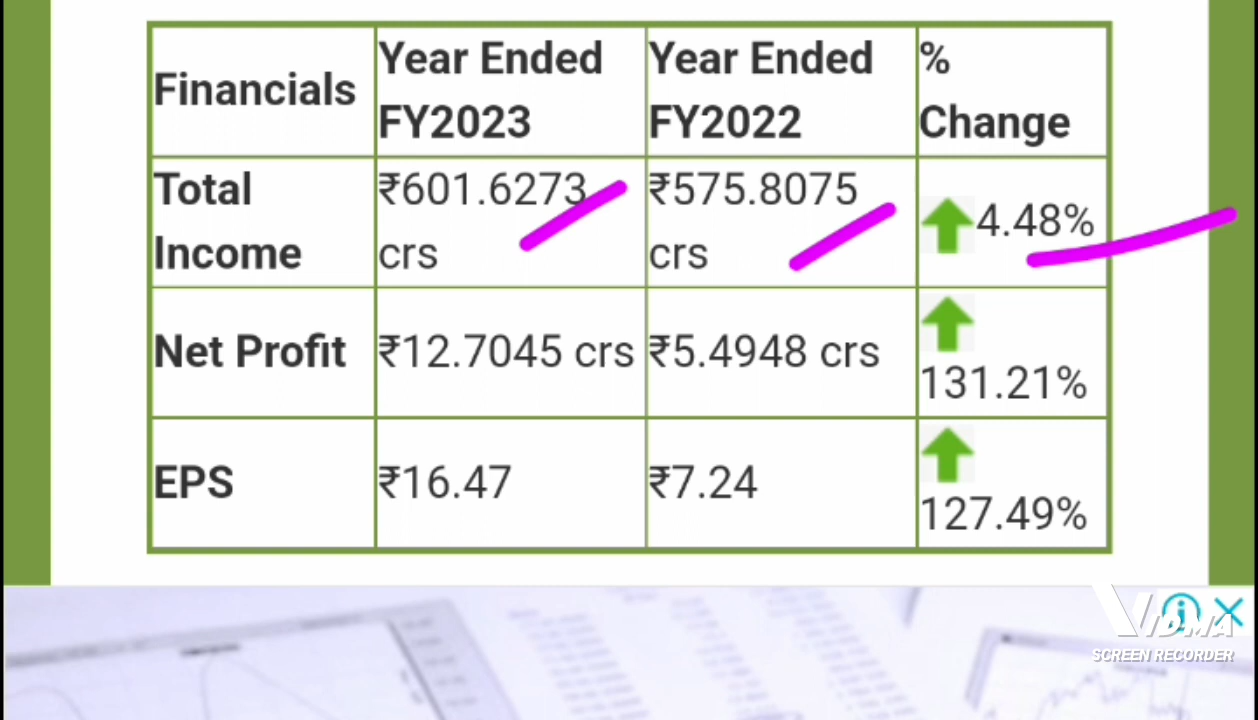 Financials
Year Ended
FY2023
Year Ended
FY2022
%
Change
Total
Income
₹601.6273
crs
₹575.8075
crs
4.48%
Net Profit
₹12.7045 crs
₹5.4948 crs
131.21%
EPS
₹16.47
₹7.24
127.49%
VIDMA
SCREEN RECORDER